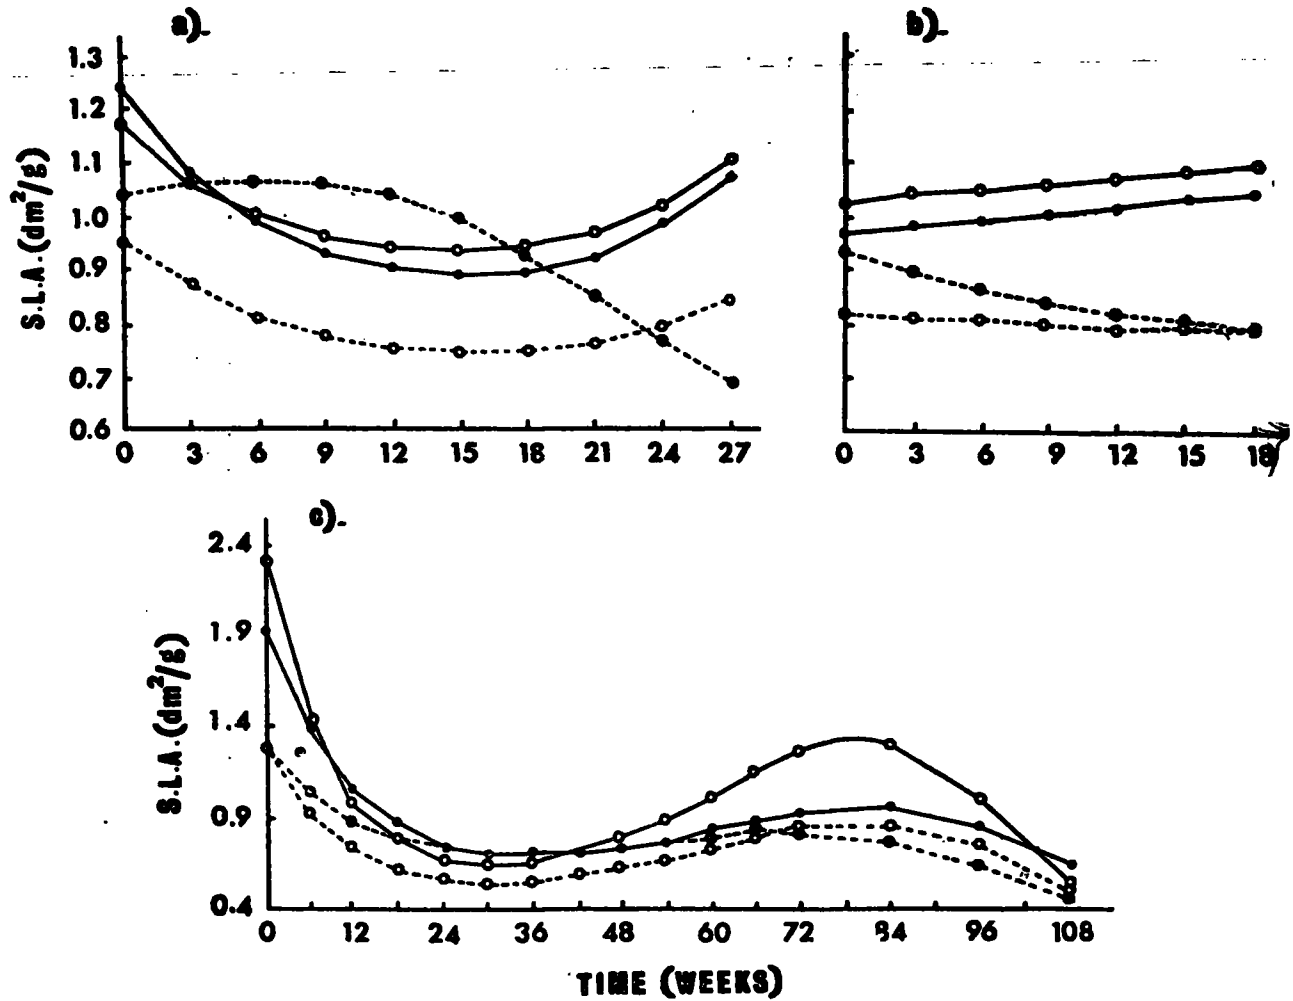 a)- b)-
1.3
1.2
1.1
1.0
0.9
0.8
0.7
0.6
S.L.A.(dm²/g)
0 3 6 9 12 15 18 21 24 27
0 3 6 9 12 15 18
c)-
2.4
1.9
1.4
0.9
0.4
S.L.A.(dm²/g)
0 12 24 36 48 60 72 84 96 108
TIME (WEEKS)